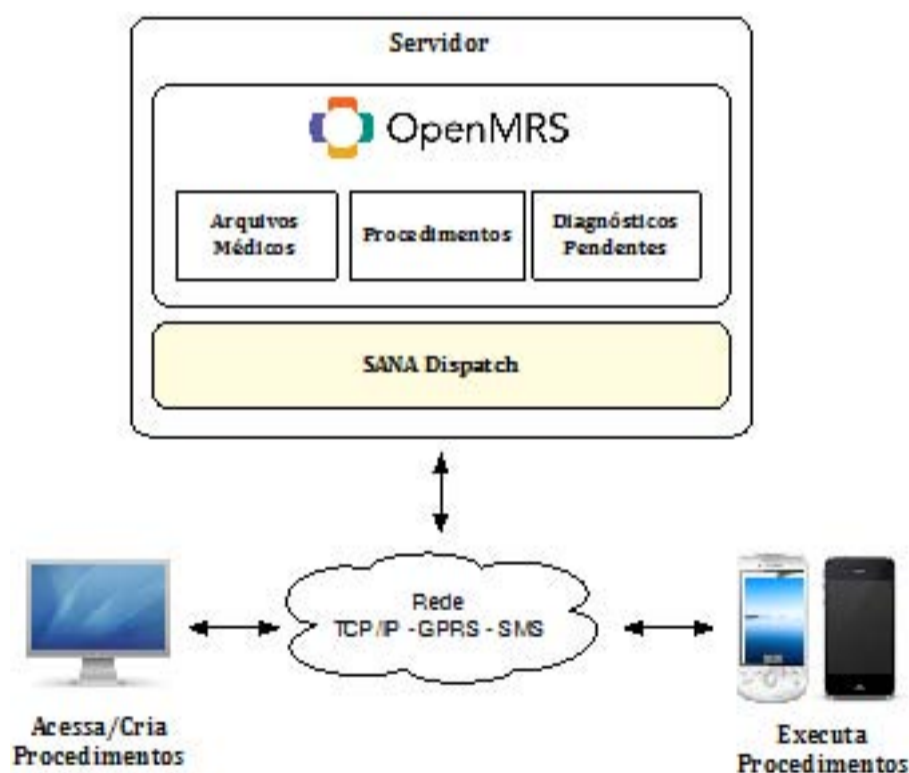 Servidor
OpenMRS
Arquivos
Médicos
Procedimentos
Diagnósticos
Pendentes
SANA Dispatch
Rede
TCP/IP - GPRS - SMS
Acessa/Cria
Procedimentos
Executa
Procedimentos